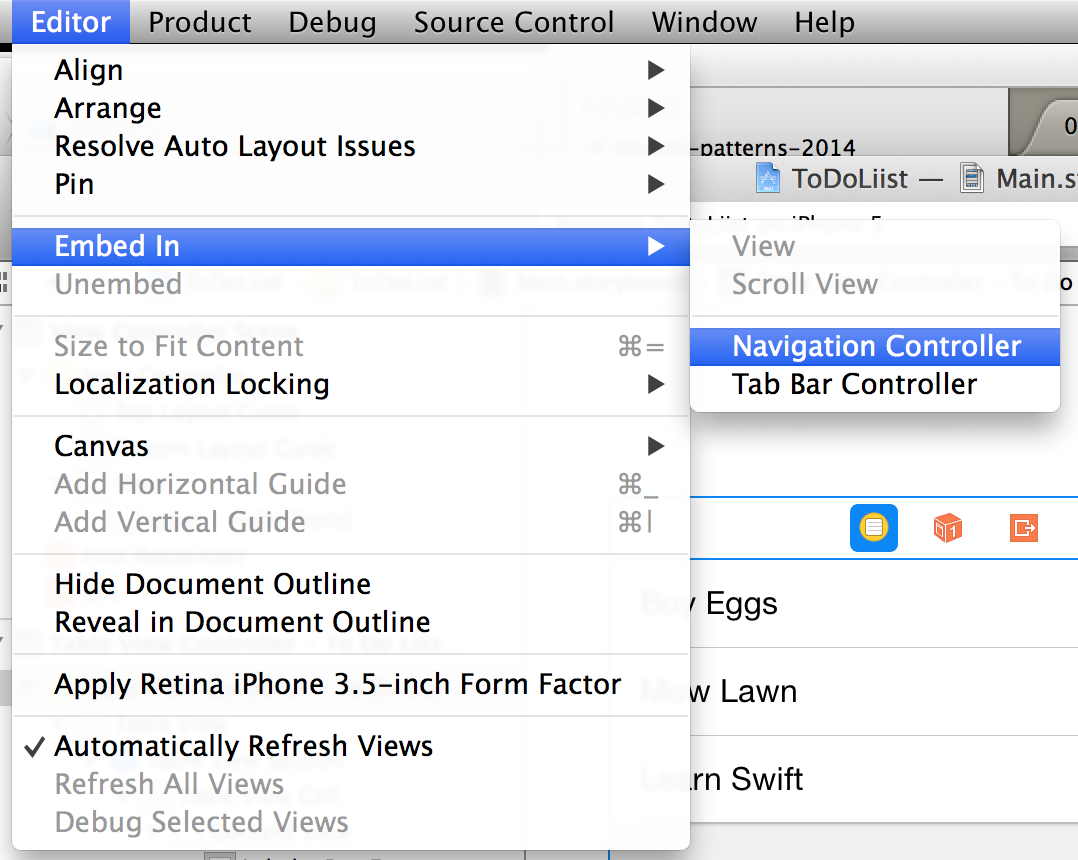 Editor Product Debug Source Control Window Help
Align
Arrange
Resolve Auto Layout Issues
Pin
Embed In
Unembed
Size to Fit Content ⌘=
Localization Locking
Canvas
Add Horizontal Guide ⌘_
Add Vertical Guide ⌘|
Hide Document Outline
Reveal in Document Outline
Apply Retina iPhone 3.5-inch Form Factor
✓ Automatically Refresh Views
Refresh All Views
Debug Selected Views
-patterns-2014
0
ToDoLiist — Main.s
View
Scroll View
Navigation Controller
Tab Bar Controller
Buy Eggs
Mow Lawn
Learn Swift